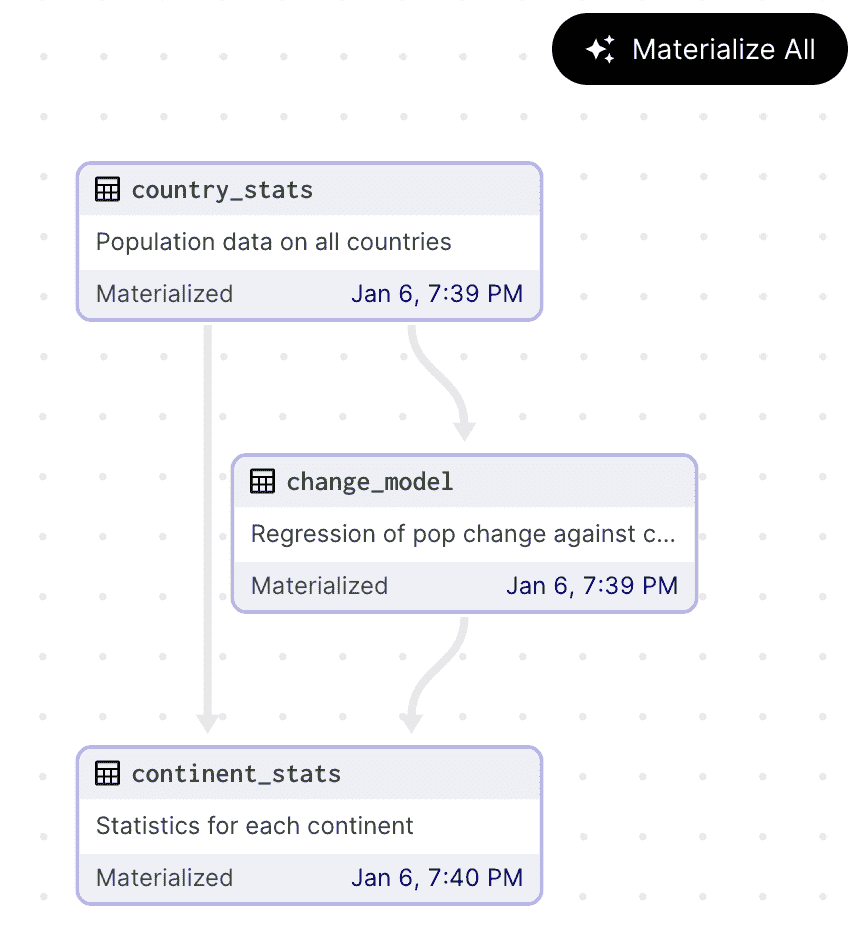 Materialize All
country_stats
Population data on all countries
Materialized Jan 6, 7:39 PM
change_model
Regression of pop change against c...
Materialized Jan 6, 7:39 PM
continent_stats
Statistics for each continent
Materialized Jan 6, 7:40 PM